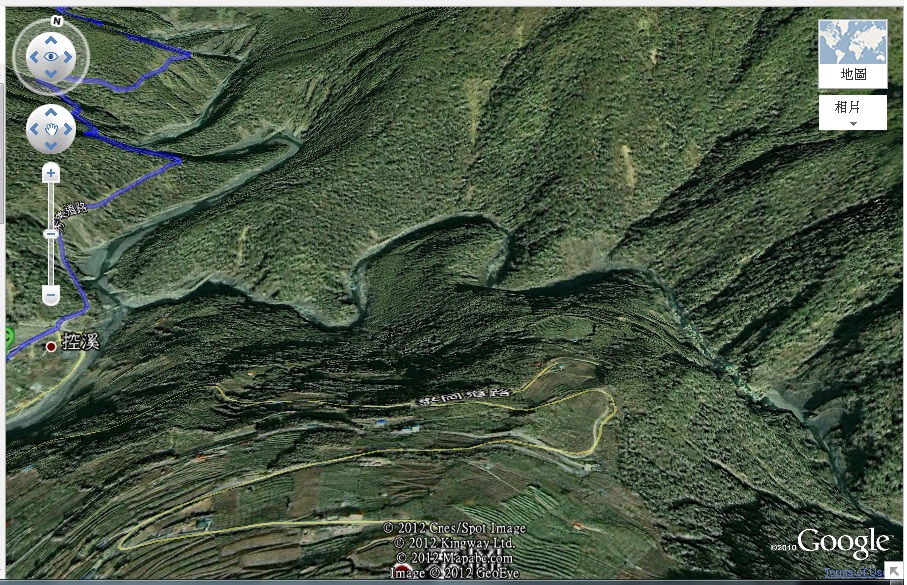 N
地圖
相片
控溪
© 2012 Cnes/Spot Image
© 2012 Kingway Ltd.
© 2012 Mapabc.com
Image © 2012 GeoEye
©2010 Google